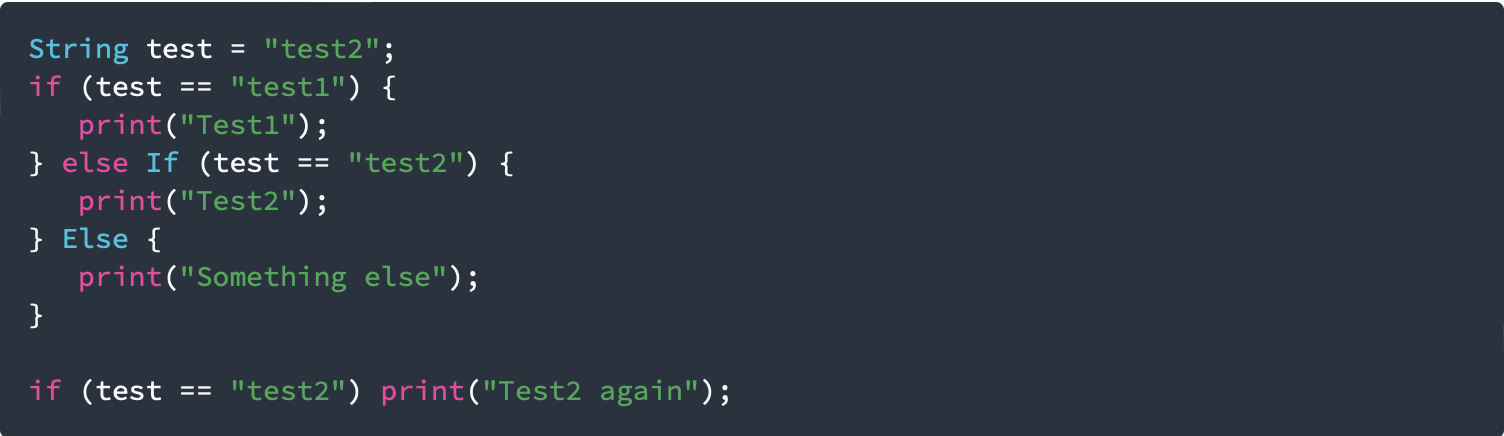 String test = "test2";
if (test == "test1") {
   print("Test1");
} else If (test == "test2") {
   print("Test2");
} Else {
   print("Something else");
}

if (test == "test2") print("Test2 again");